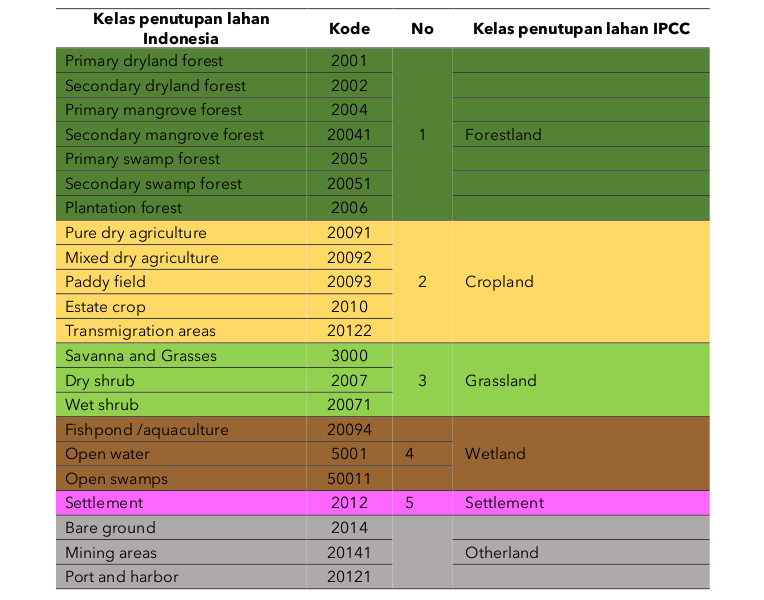 Kelas penutupan lahan Indonesia Kode No Kelas penutupan lahan IPCC
Primary dryland forest 2001
Secondary dryland forest 2002
Primary mangrove forest 2004
Secondary mangrove forest 20041 1 Forestland
Primary swamp forest 2005
Secondary swamp forest 20051
Plantation forest 2006
Pure dry agriculture 20091
Mixed dry agriculture 20092
Paddy field 20093 2 Cropland
Estate crop 2010
Transmigration areas 20122
Savanna and Grasses 3000
Dry shrub 2007 3 Grassland
Wet shrub 20071
Fishpond /aquaculture 20094
Open water 5001 4 Wetland
Open swamps 50011
Settlement 2012 5 Settlement
Bare ground 2014
Mining areas 20141 Otherland
Port and harbor 20121